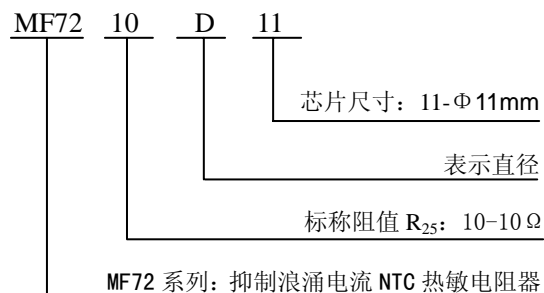 MF72 10 D 11
芯片尺寸：11-Φ11mm
表示直径
标称阻值 R₂₅：10-10Ω
MF72 系列：抑制浪涌电流 NTC 热敏电阻器